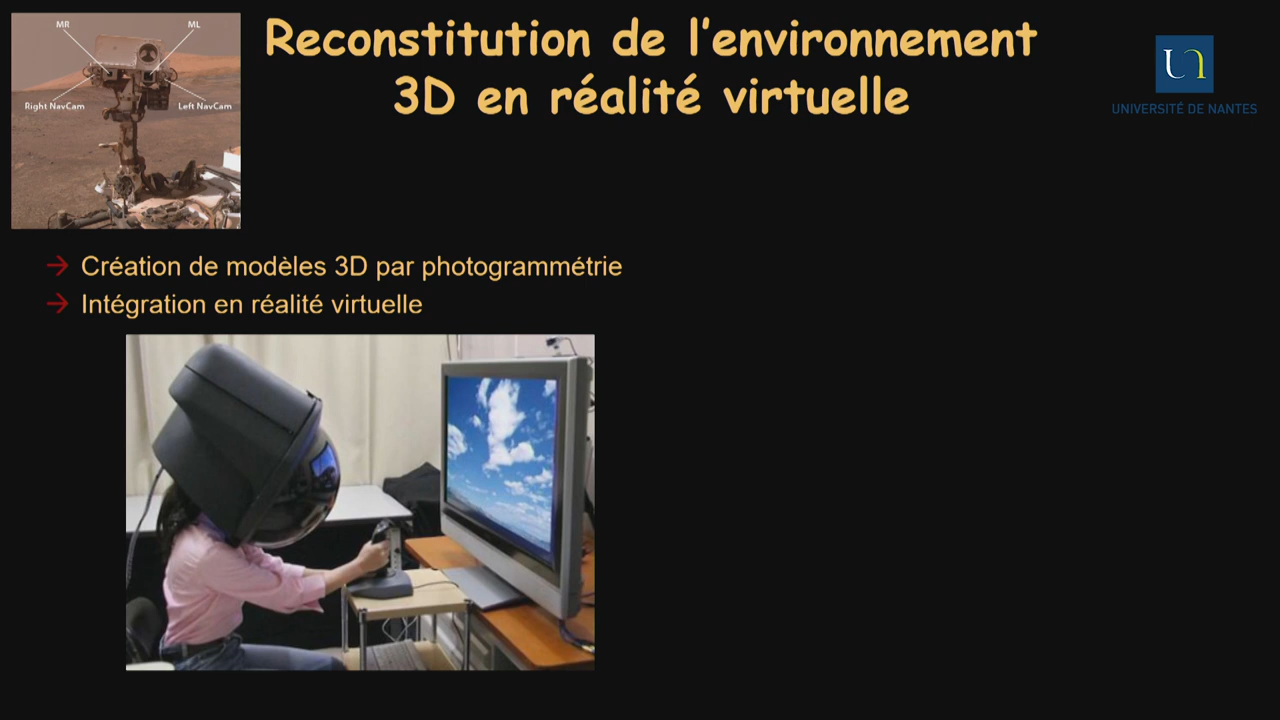 MR ML
Right NavCam Left NavCam
Reconstitution de l'environnement
3D en réalité virtuelle
UNIVERSITÉ DE NANTES
→ Création de modèles 3D par photogrammétrie
→ Intégration en réalité virtuelle